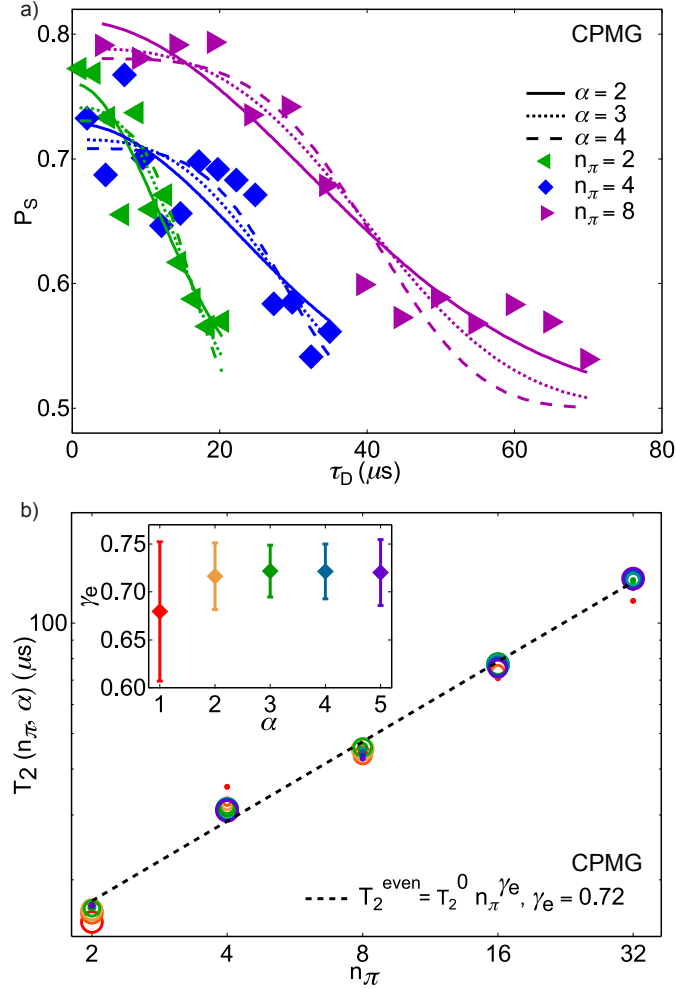 a)
CPMG
0.8
0.7
0.6
0.5
P_S
α = 2
α = 3
α = 4
n_π = 2
n_π = 4
n_π = 8
0 20 40 60 80
τ_D (μs)
b)
0.75
0.70
0.65
0.60
γ_e
1 2 3 4 5
α
100
T_2 (n_π, α) (μs)
CPMG
T_2^even = T_2^0 n_π^γ_e, γ_e = 0.72
2 4 8 16 32
n_π